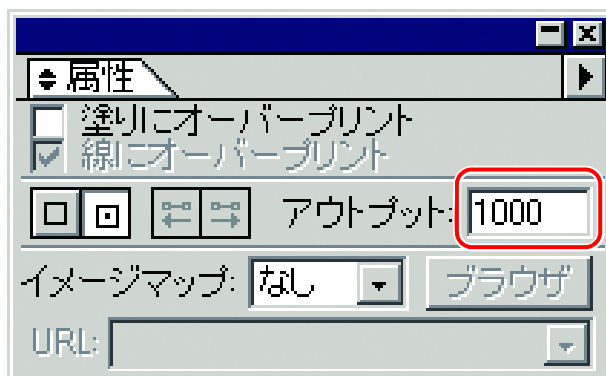 属性
塗りにオーバープリント
線にオーバープリント
アウトプット: 1000
イメージマップ: なし ブラウザ
URL: